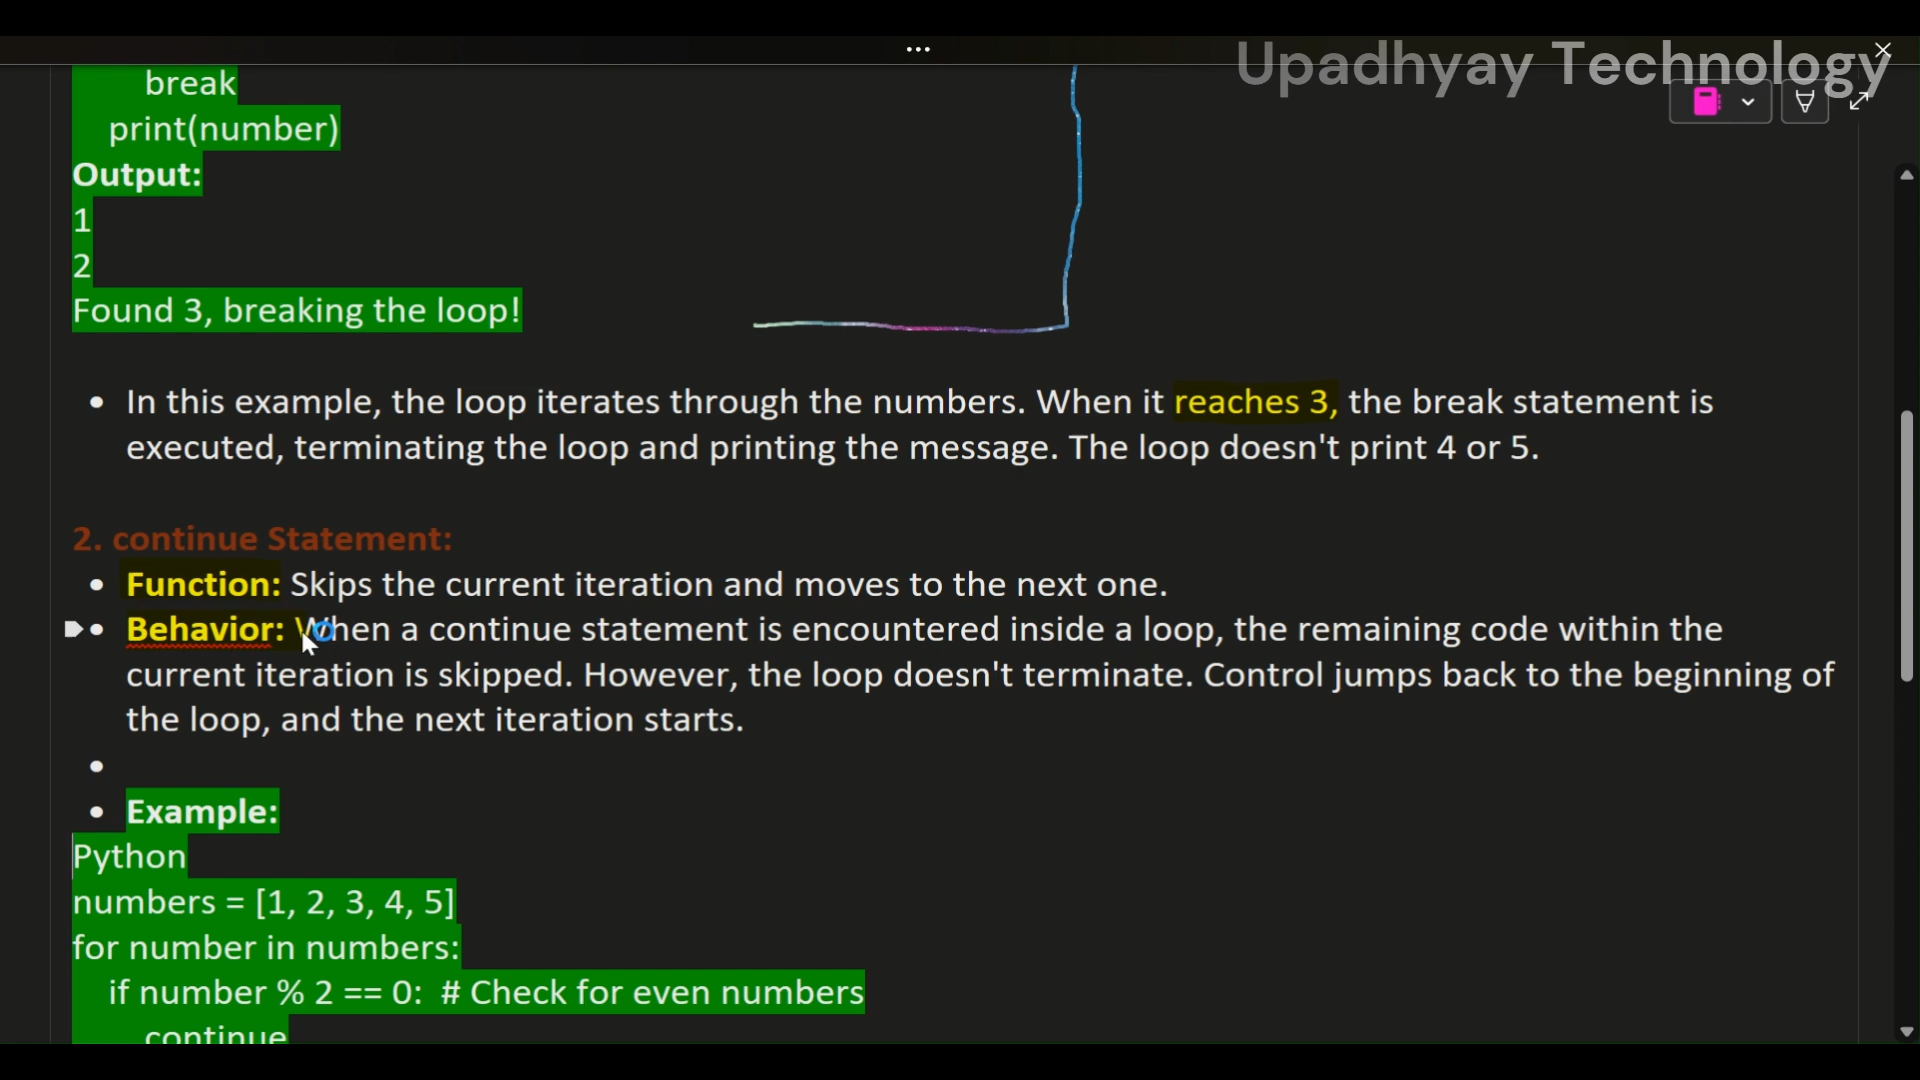 Upadhyay Technology
break
print(number)
Output:
1
2
Found 3, breaking the loop!
• In this example, the loop iterates through the numbers. When it reaches 3, the break statement is
executed, terminating the loop and printing the message. The loop doesn't print 4 or 5.
2. continue Statement:
• Function: Skips the current iteration and moves to the next one.
• Behavior: When a continue statement is encountered inside a loop, the remaining code within the
current iteration is skipped. However, the loop doesn't terminate. Control jumps back to the beginning of
the loop, and the next iteration starts.
•
• Example:
Python
numbers = [1, 2, 3, 4, 5]
for number in numbers:
if number % 2 == 0: # Check for even numbers
continue